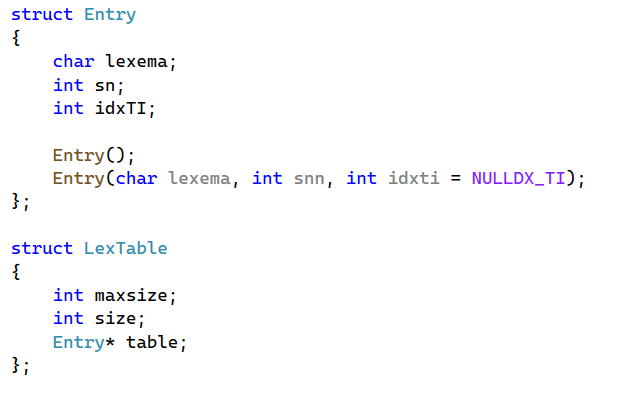 struct Entry
{
    char lexema;
    int sn;
    int idxTI;

    Entry();
    Entry(char lexema, int snn, int idxti = NULLDX_TI);
};

struct LexTable
{
    int maxsize;
    int size;
    Entry* table;
};